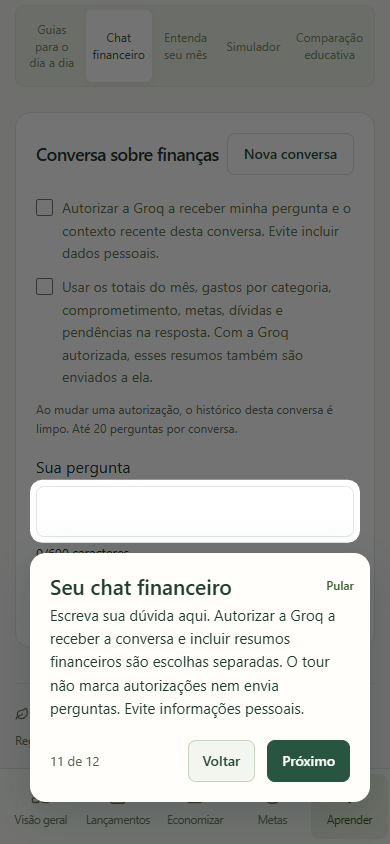 Guias
para o
dia a dia
Chat
financeiro
Entenda
seu mês
Simulador
Comparação
educativa
Conversa sobre finanças
Nova conversa
Autorizar a Groq a receber minha pergunta e o
contexto recente desta conversa. Evite incluir
dados pessoais.
Usar os totais do mês, gastos por categoria,
comprometimento, metas, dívidas e
pendências na resposta. Com a Groq
autorizada, esses resumos também são
enviados a ela.
Ao mudar uma autorização, o histórico desta conversa é
limpo. Até 20 perguntas por conversa.
Sua pergunta
0/600 caracteres
Seu chat financeiro
Pular
Escreva sua dúvida aqui. Autorizar a Groq a
receber a conversa e incluir resumos
financeiros são escolhas separadas. O tour
não marca autorizações nem envia
perguntas. Evite informações pessoais.
11 de 12
Voltar
Próximo
Visão geral
Lançamentos
Economizar
Metas
Aprender